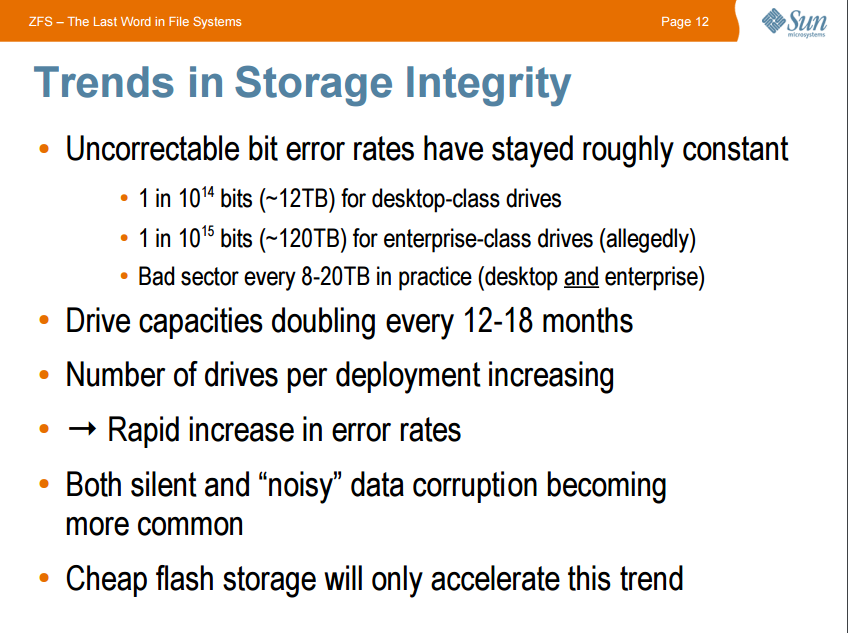 ZFS – The Last Word in File Systems
Page 12
Sun
microsystems
Trends in Storage Integrity
• Uncorrectable bit error rates have stayed roughly constant
• 1 in 10¹⁴ bits (~12TB) for desktop-class drives
• 1 in 10¹⁵ bits (~120TB) for enterprise-class drives (allegedly)
• Bad sector every 8-20TB in practice (desktop and enterprise)
• Drive capacities doubling every 12-18 months
• Number of drives per deployment increasing
• → Rapid increase in error rates
• Both silent and “noisy” data corruption becoming
more common
• Cheap flash storage will only accelerate this trend